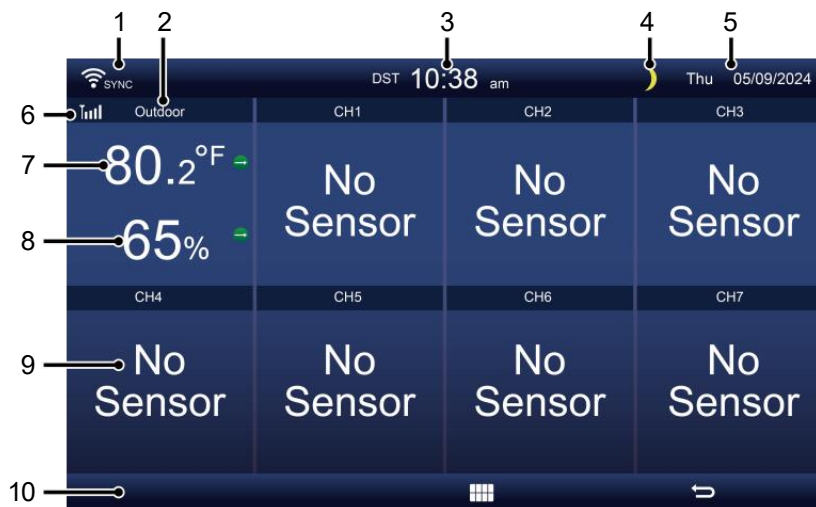 1 2 3 4 5
SYNC DST 10:38 am Thu 05/09/2024
6 Outdoor CH1 CH2 CH3
7 80.2°F
No Sensor
No Sensor
No Sensor
8 65%
CH4 CH5 CH6 CH7
9
No Sensor
No Sensor
No Sensor
No Sensor
10